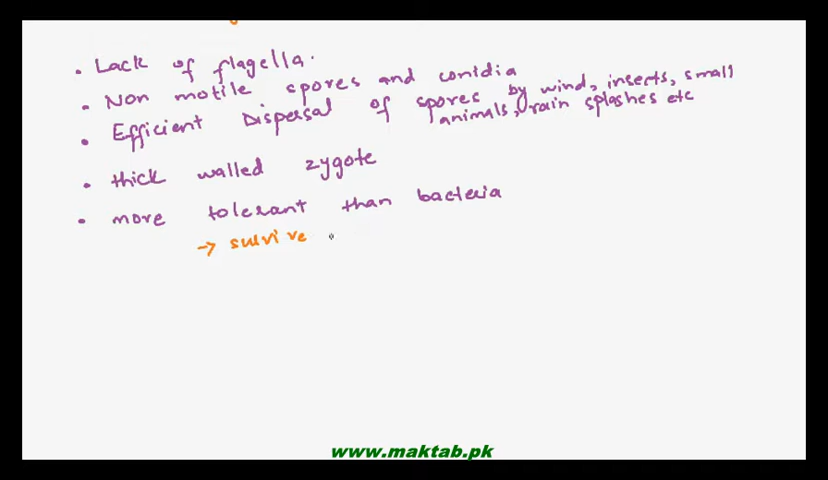 • Lack of flagella.
• Non motile spores and conidia
• Efficient Dispersal of spores by wind, insects, small
animals, rain splashes etc
• thick walled zygote
• more tolerant than bacteria
→ survive
www.maktab.pk